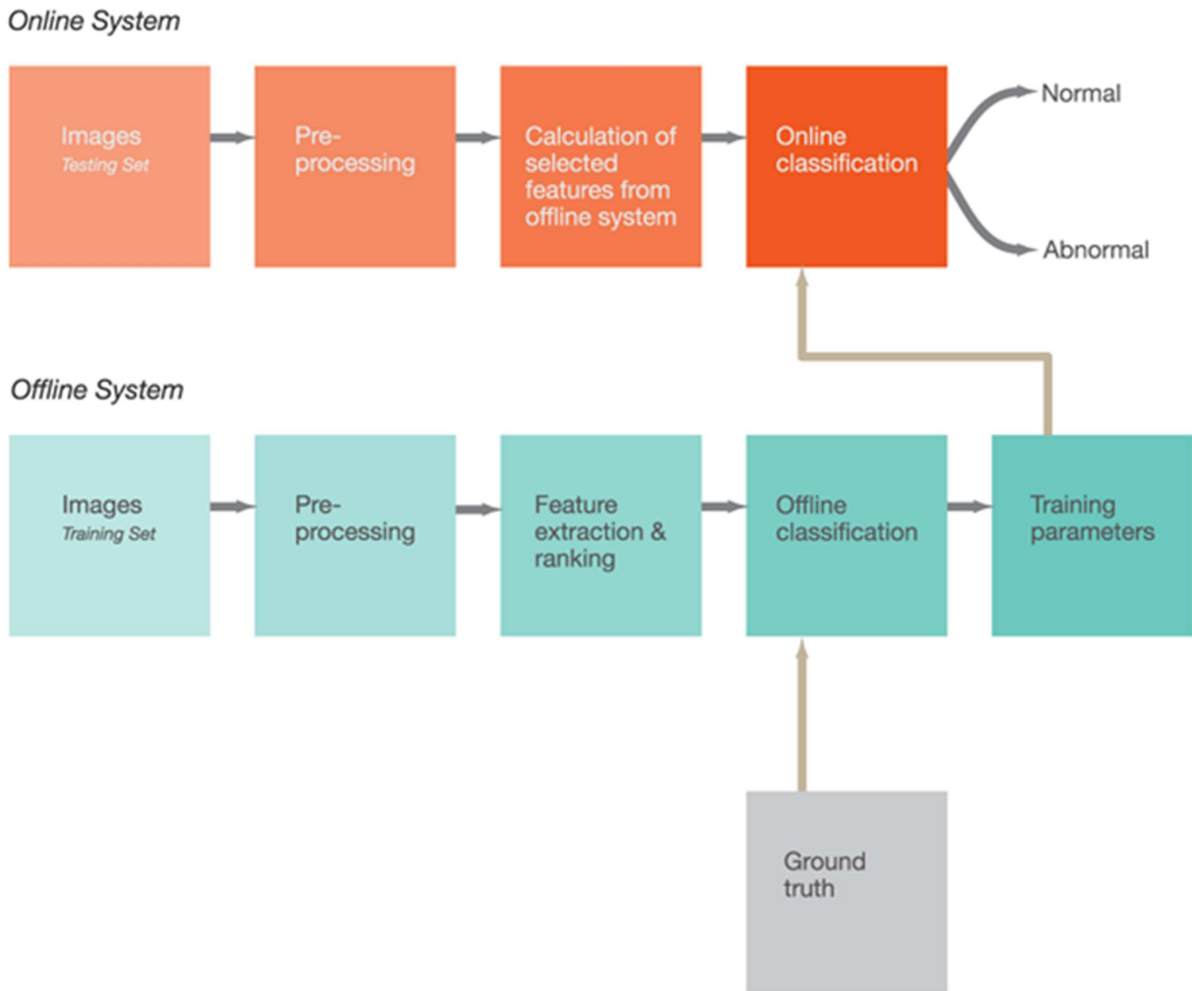 Online System
Images
Testing Set
Pre-
processing
Calculation of
selected
features from
offline system
Online
classification
Normal
Abnormal
Offline System
Images
Training Set
Pre-
processing
Feature
extraction &
ranking
Offline
classification
Training
parameters
Ground
truth